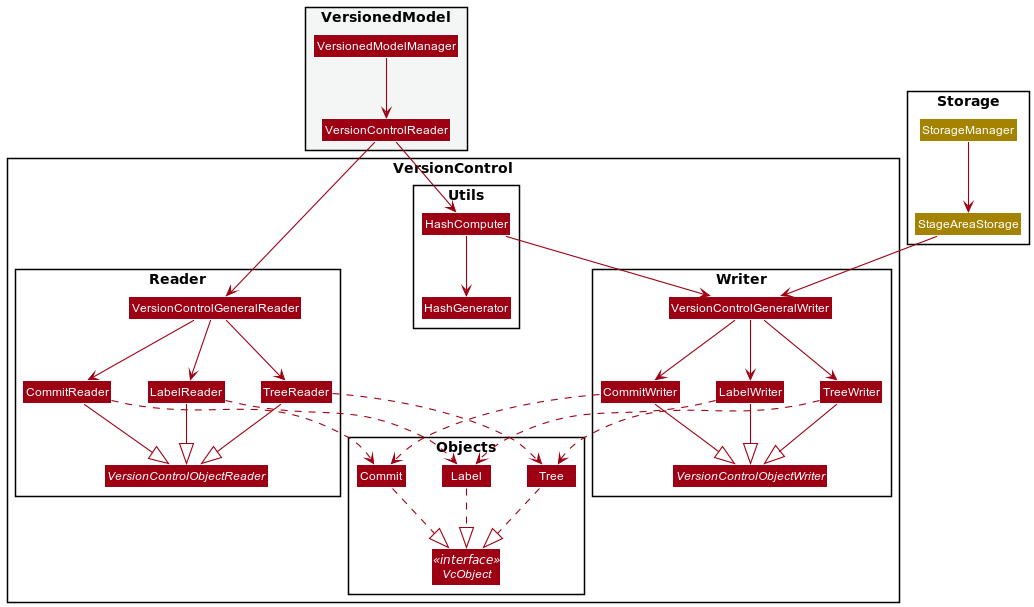 VersionedModel
VersionedModelManager
VersionControlReader
Storage
StorageManager
StageAreaStorage
VersionControl
Utils
HashComputer
HashGenerator
Reader
VersionControlGeneralReader
CommitReader
LabelReader
TreeReader
VersionControlObjectReader
Writer
VersionControlGeneralWriter
CommitWriter
LabelWriter
TreeWriter
VersionControlObjectWriter
Objects
Commit
Label
Tree
«interface»
VcObject